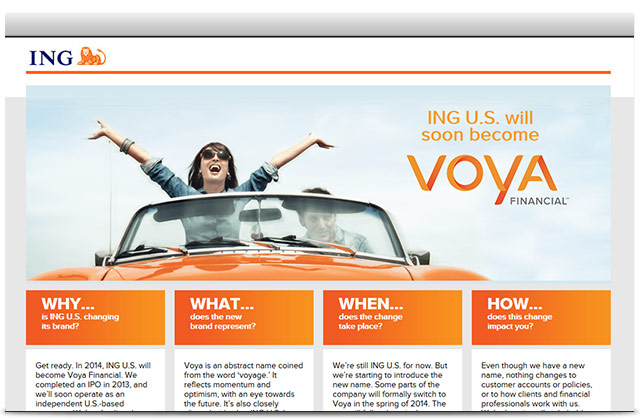 ING
ING U.S. will
soon become
VOYA
FINANCIAL™
WHY...
is ING U.S. changing
its brand?
WHAT...
does the new
brand represent?
WHEN...
does the change
take place?
HOW...
does this change
impact you?
Get ready. In 2014, ING U.S. will
become Voya Financial. We
completed an IPO in 2013, and
we'll soon operate as an
independent U.S.-based
Voya is an abstract name coined
from the word 'voyage.' It
reflects momentum and
optimism, with an eye towards
the future. It's also closely
We're still ING U.S. for now. But
we're starting to introduce the
new name. Some parts of the
company will formally switch to
Voya in the spring of 2014. The
Even though we have a new
name, nothing changes to
customer accounts or policies,
or to how clients and financial
professionals work with us.